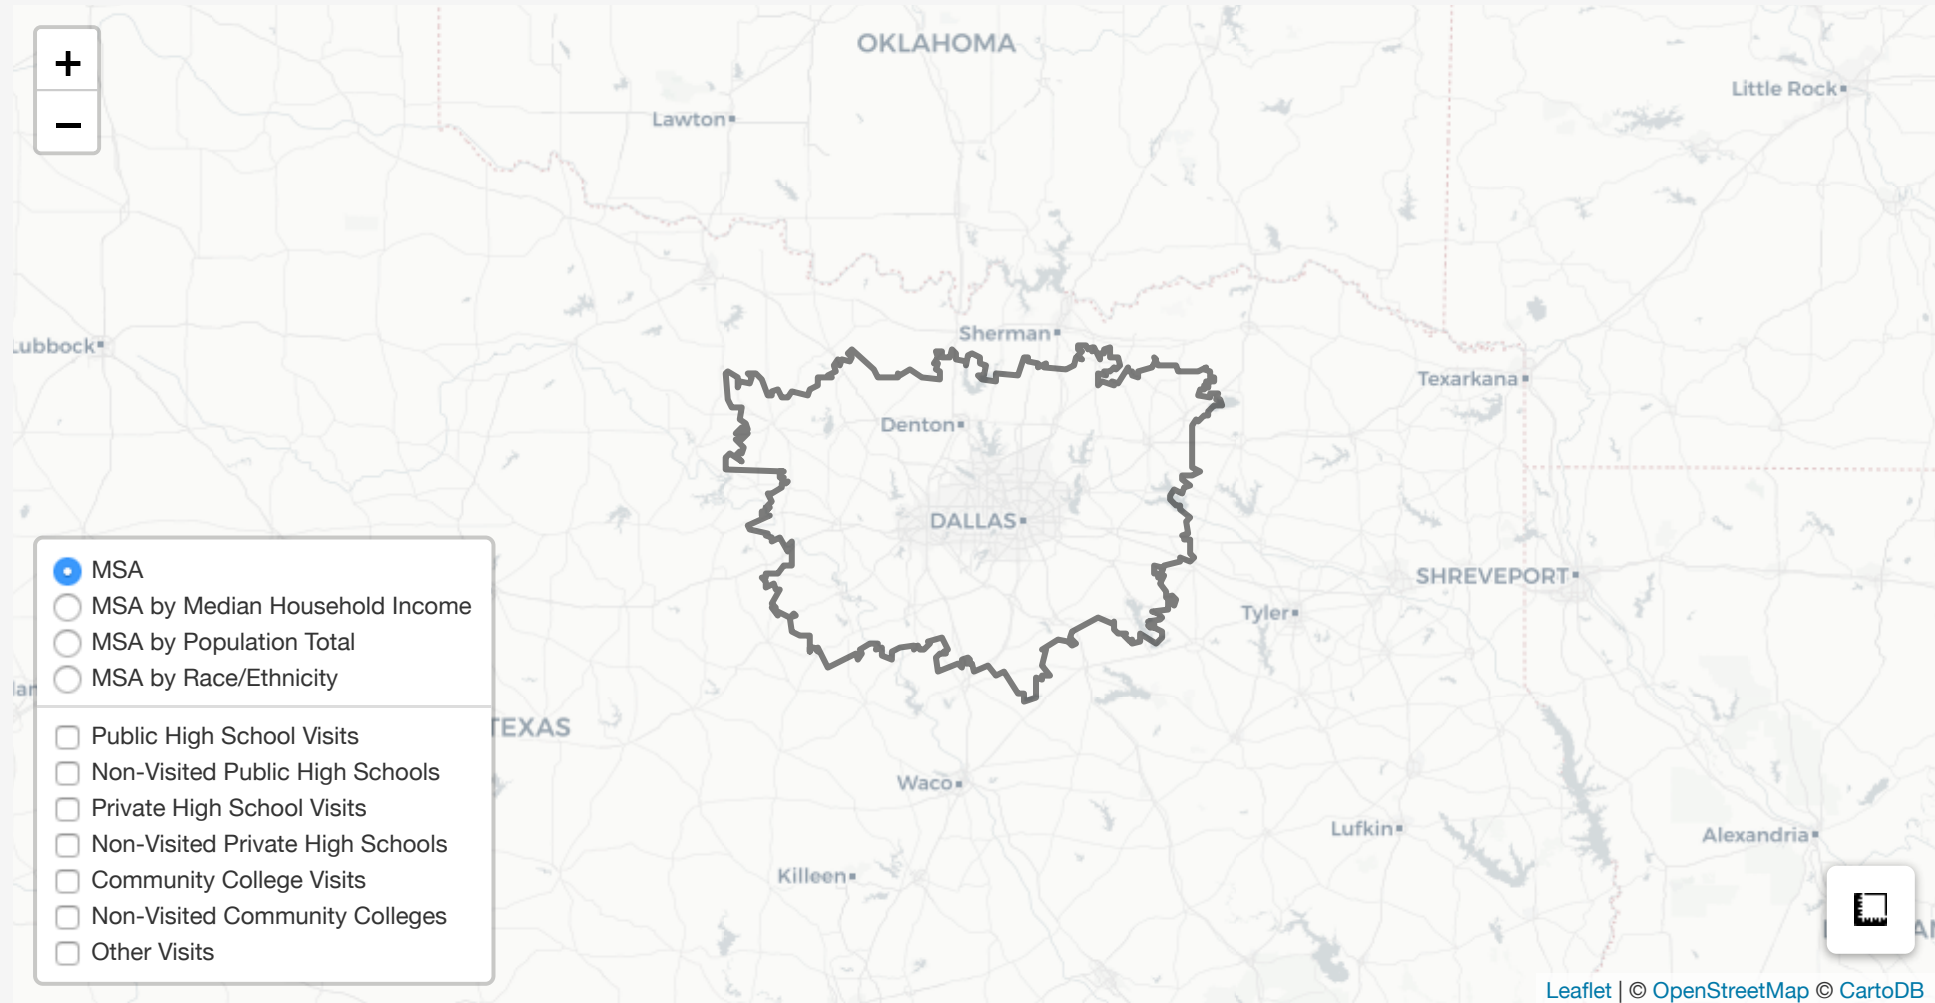 +
−
OKLAHOMA
Little Rock
Lawton
Sherman
Lubbock
Texarkana
Denton
DALLAS
SHREVEPORT
Tyler
TEXAS
Waco
Lufkin
Alexandria
Killeen
MSA
MSA by Median Household Income
MSA by Population Total
MSA by Race/Ethnicity
Public High School Visits
Non-Visited Public High Schools
Private High School Visits
Non-Visited Private High Schools
Community College Visits
Non-Visited Community Colleges
Other Visits
Leaflet | © OpenStreetMap © CartoDB